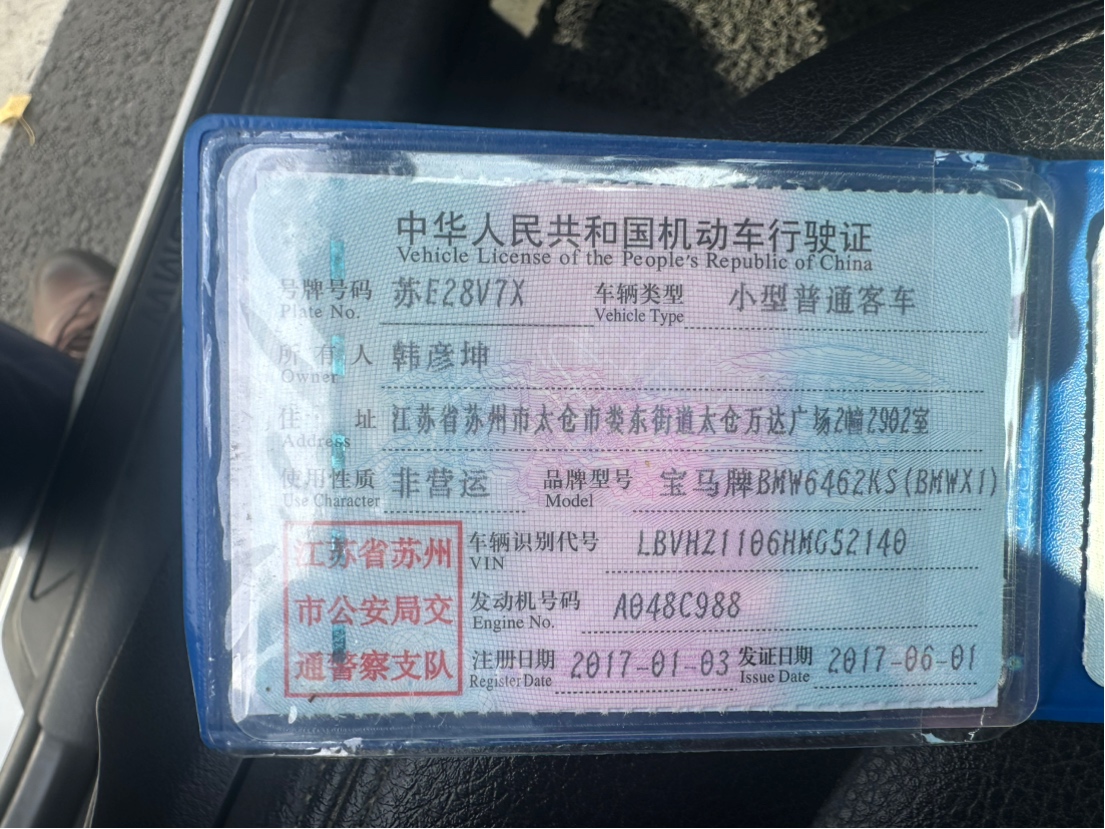 中华人民共和国机动车行驶证
Vehicle License of the People's Republic of China
号牌号码 苏E28V7X 车辆类型 小型普通客车
Plate No. Vehicle Type
所有人 韩彦坤
Owner
住址 江苏省苏州市太仓市娄东街道太仓万达广场2幢2902室
Address
使用性质 非营运 品牌型号 宝马牌BMW6462KS(BMWX1)
Use Character Model
车辆识别代号 LBVHZ1106HMG52140
VIN
发动机号码 A048C988
Engine No.
注册日期 2017-01-03 发证日期 2017-06-01
Register Date Issue Date
江苏省苏州
市公安局交
通警察支队